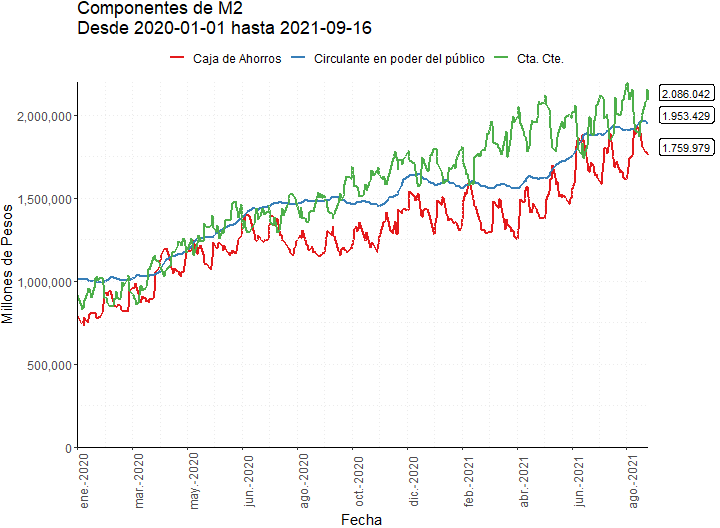 Componentes de M2
Desde 2020-01-01 hasta 2021-09-16
Caja de Ahorros Circulante en poder del público Cta. Cte.
Millones de Pesos
2,000,000
1,500,000
1,000,000
500,000
0
2.086.042
1.953.429
1.759.979
ene.-2020
mar.-2020
may.-2020
jun.-2020
ago.-2020
oct.-2020
dic.-2020
feb.-2021
abr.-2021
jun.-2021
ago.-2021
Fecha